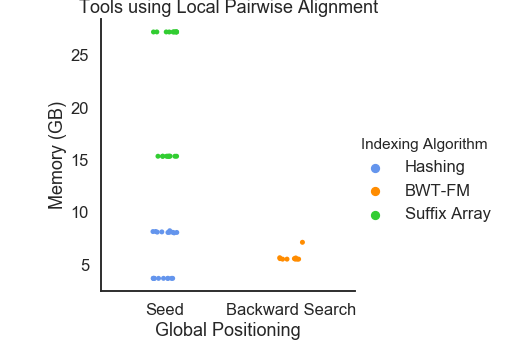 Tools using Local Pairwise Alignment
25
20
15
10
5
Memory (GB)
Seed
Backward Search
Global Positioning
Indexing Algorithm
Hashing
BWT-FM
Suffix Array